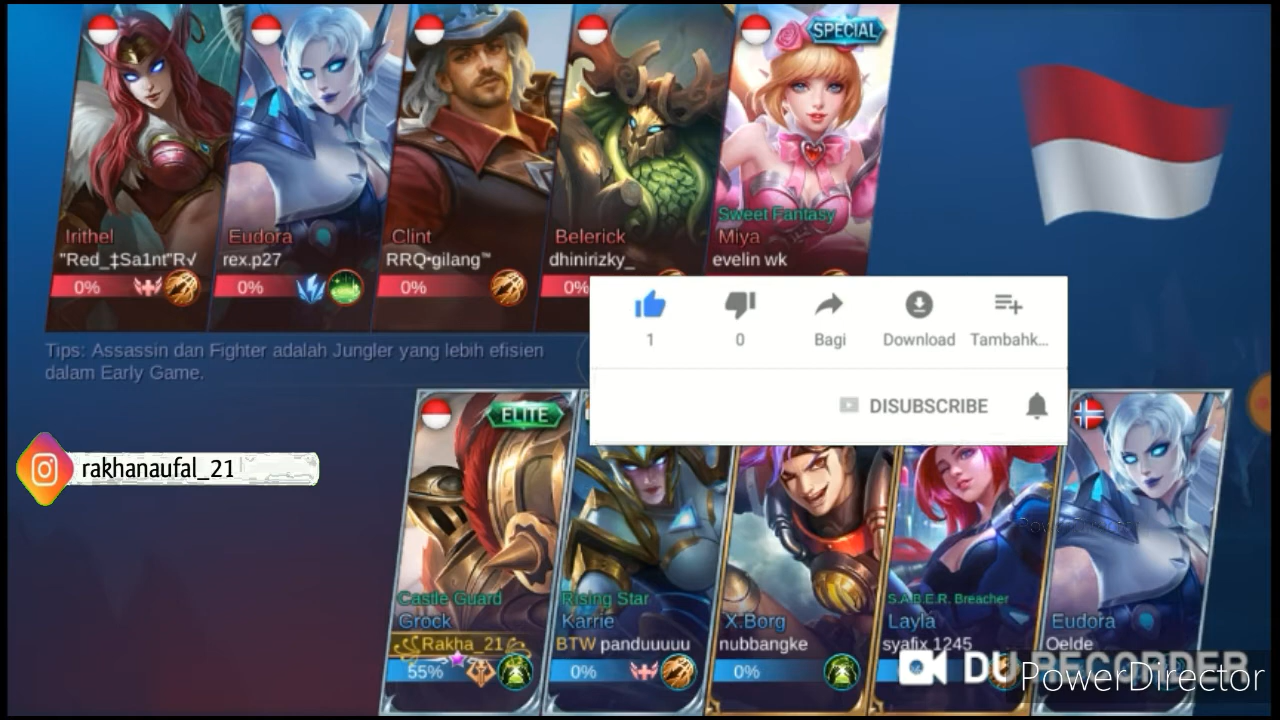 SPECIAL
Sweet Fantasy
Irithel
Eudora
Clint
Belerick
Miya
"Red_‡Sa1nt"R√
rex.p27
RRQ•gilang™
dhinirizky_
evelin wk
0%
0%
0%
0%
1
0
Bagi
Download
Tambahk...
Tips: Assassin dan Fighter adalah Jungler yang lebih efisien
dalam Early Game.
DISUBSCRIBE
ELITE
rakhanaufal_21
Castle Guard
Rising Star
S.A.B.E.R. Breacher
Grock
Karrie
X.Borg
Layla
Eudora
Rakha_21
BTW panduuuuu
nubbangke
syafix.1245
Oelde
55%
0%
0%
DU RECORDER
PowerDirector